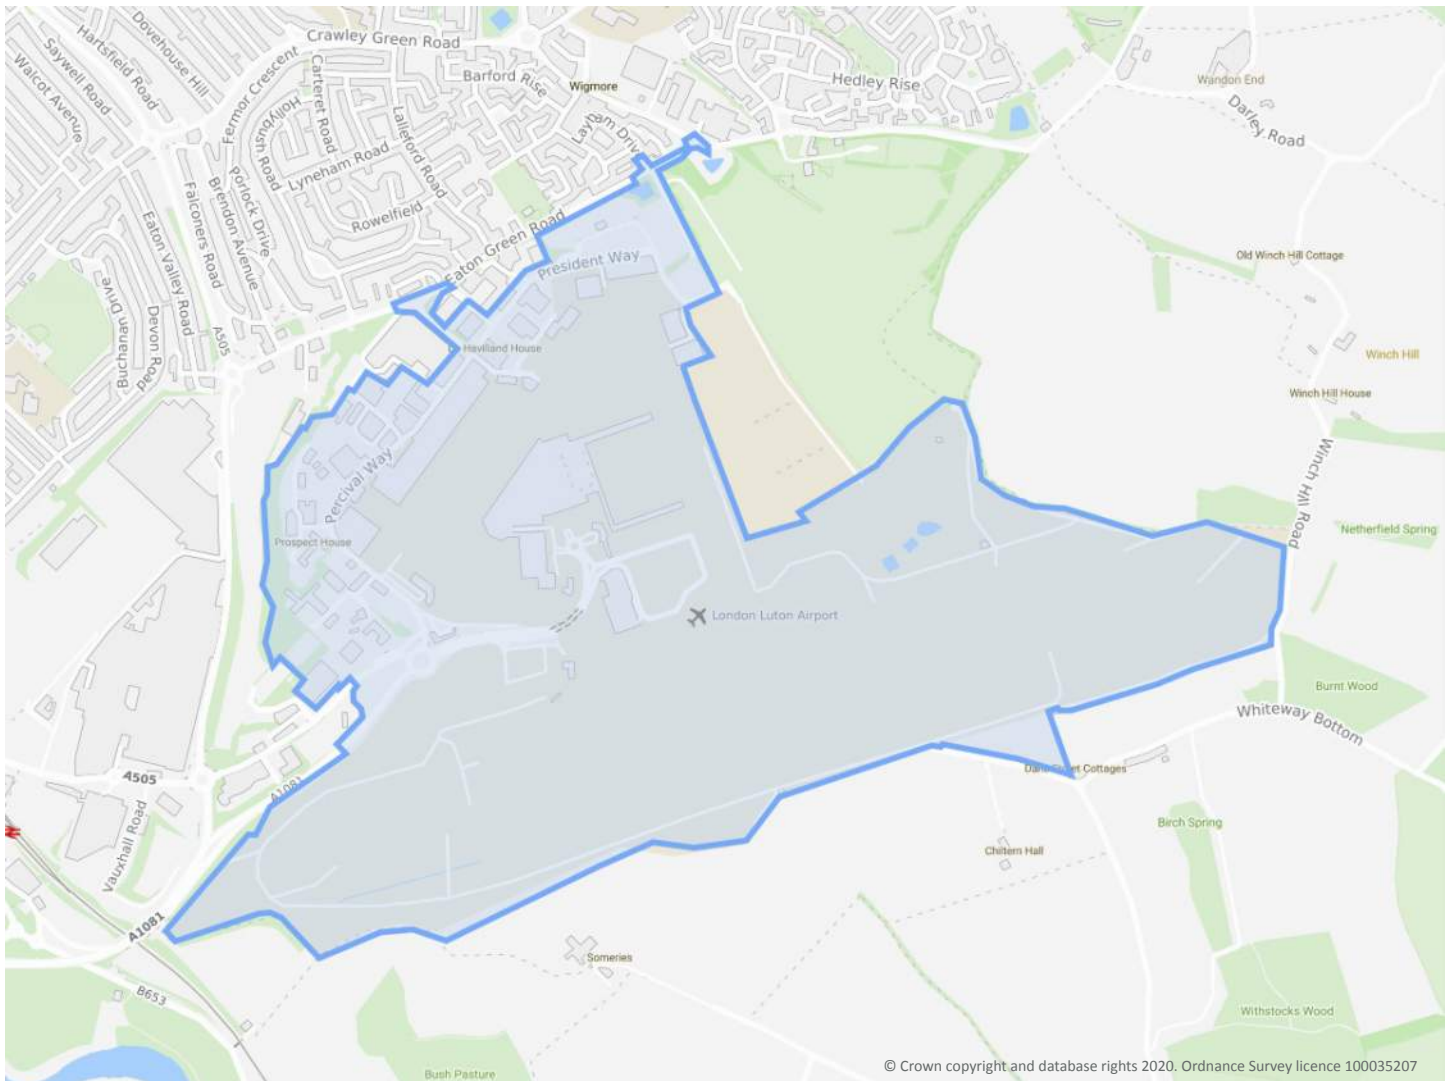 Crawley Green Road
Dovehouse Hill
Hartsfield Road
Saywell Road
Walcot Avenue
Fermor Crescent
Carteret Road
Hollybush Road
Barford Rise
Wigmore
Hedley Rise
Wandon End
Darley Road
Layham Drive
Lalleford Road
Lyneham Road
Porlock Drive
Brendon Avenue
Falconers Road
Eaton Valley Road
Rowelfield
Eaton Green Road
President Way
Old Winch Hill Cottage
Buchanan Drive
Devon Road
A505
Havilland House
Winch Hill
Winch Hill House
Percival Way
Winch Hill Road
Netherfield Spring
Prospect House
London Luton Airport
Burnt Wood
Whiteway Bottom
A505
A1081
Vauxhall Road
Cottages
Birch Spring
Chiltern Hall
A1081
Someries
B653
Withstocks Wood
Bush Pasture
© Crown copyright and database rights 2020. Ordnance Survey licence 100035207